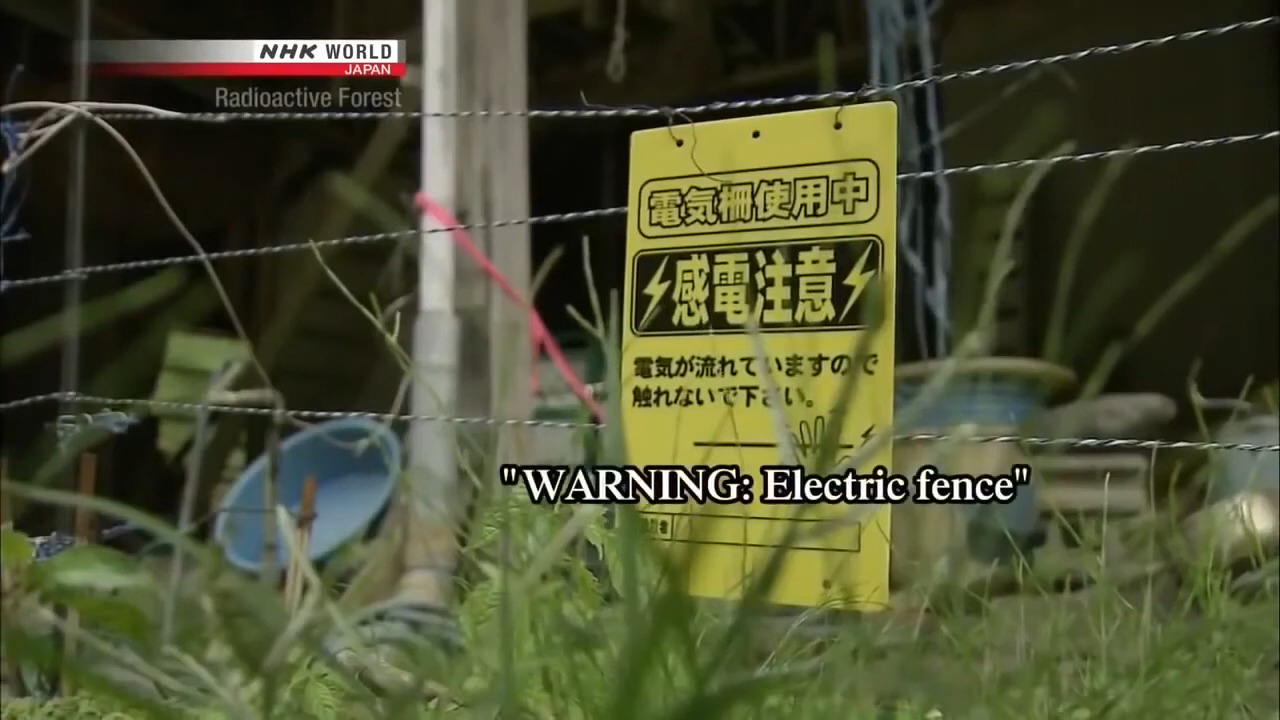 NHK WORLD
JAPAN
Radioactive Forest
電気柵使用中
感電注意
電気が流れていますので
触れないで下さい。
"WARNING: Electric fence"